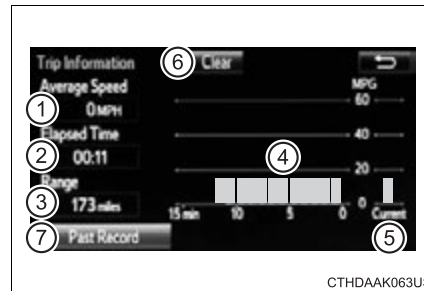 Trip Information
6
Clear
Average Speed
MPG
1
0 MPH
60
Elapsed Time
40
2
00:11
4
20
Range
3
173 miles
0
15 min
10
5
0
Current
7
Past Record
5
CTHDAAK063US